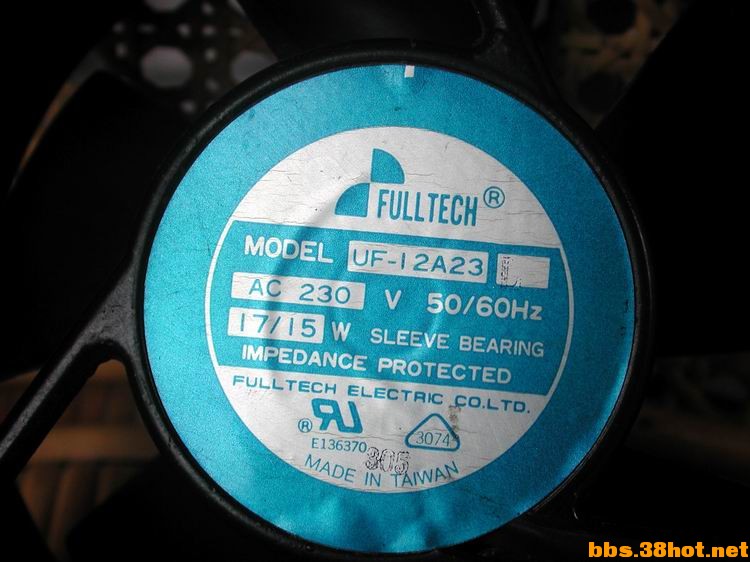 FULLTECH®
MODEL UF-12A23
AC 230 V 50/60Hz
17/15 W SLEEVE BEARING
IMPEDANCE PROTECTED
FULLTECH ELECTRIC CO.LTD.
® RU
E136370 3074
305
MADE IN TAIWAN
bbs.38hot.net